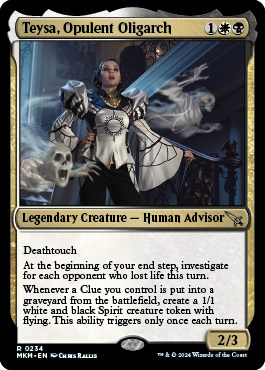 Teysa, Opulent Oligarch 1
Legendary Creature — Human Advisor
Deathtouch
At the beginning of your end step, investigate
for each opponent who lost life this turn.
Whenever a Clue you control is put into a
graveyard from the battlefield, create a 1/1
white and black Spirit creature token with
flying. This ability triggers only once each turn.
2/3
R 0234
MKM • EN Chris Rallis
™ & © 2024 Wizards of the Coast